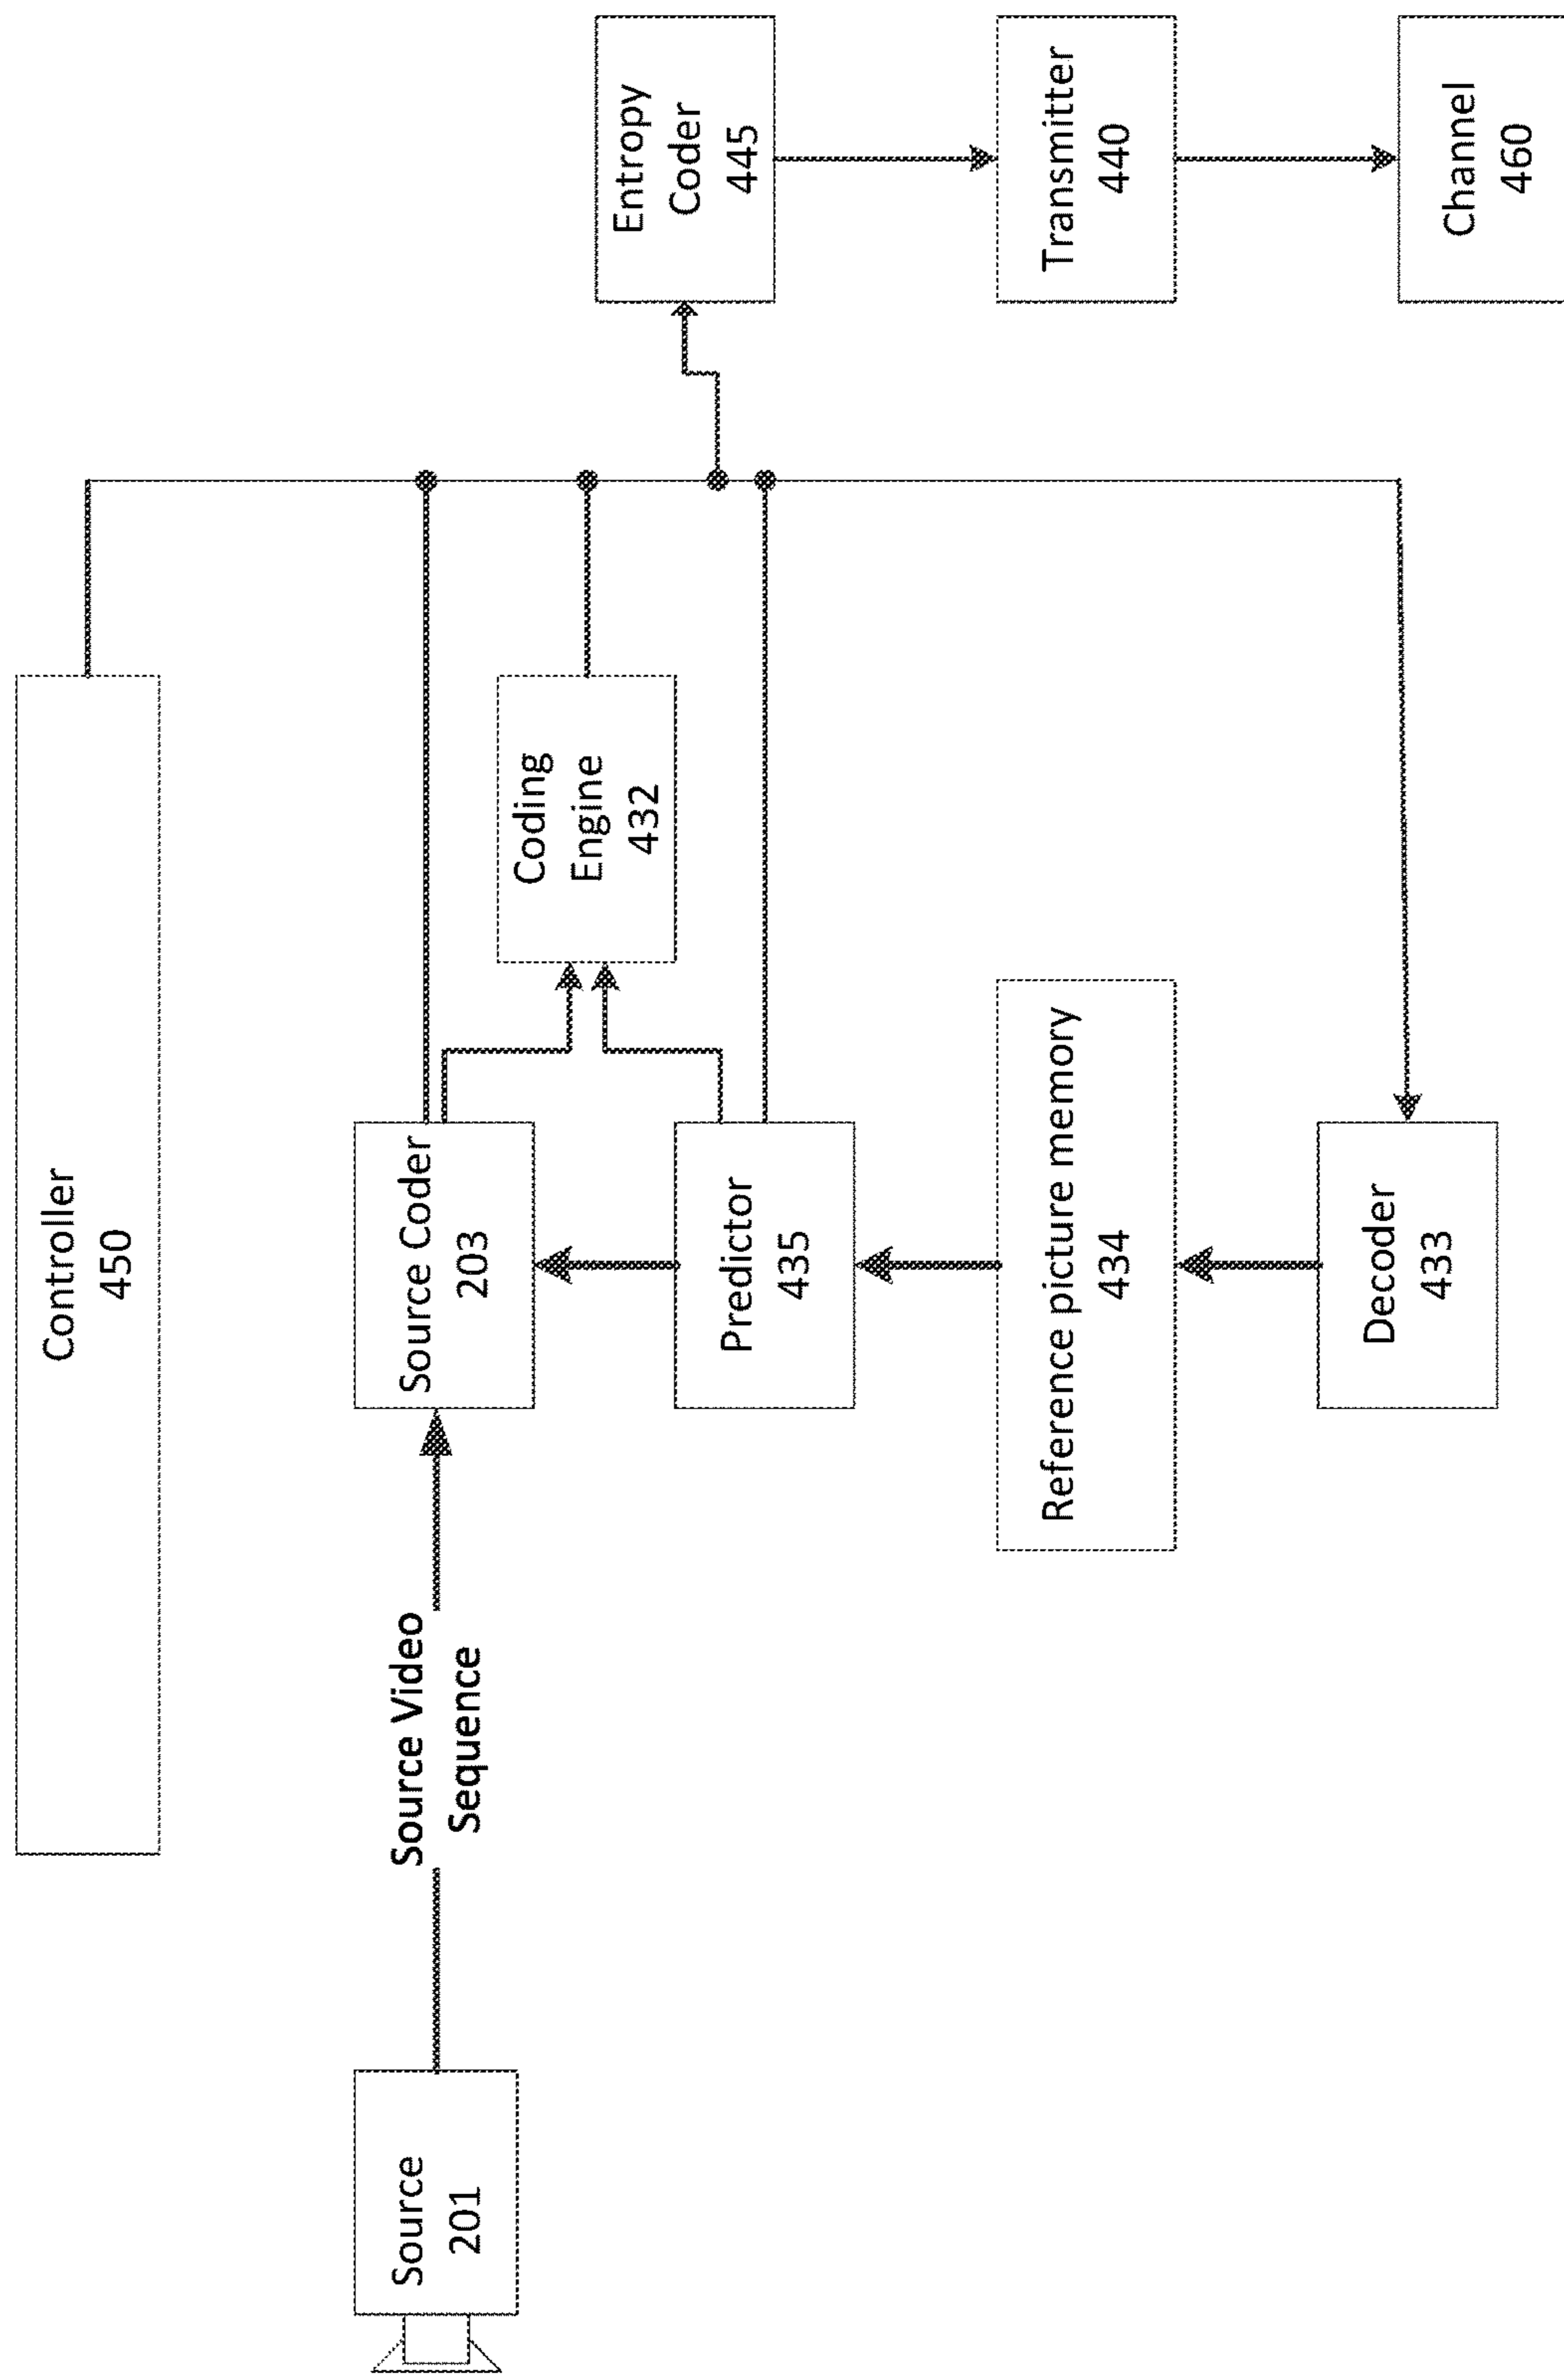 Controller
450
Source
201
Source Video
Sequence
Source Coder
203
Coding
Engine
432
Predictor
435
Entropy
Coder
445
Reference picture memory
434
Transmitter
440
Decoder
433
Channel
460